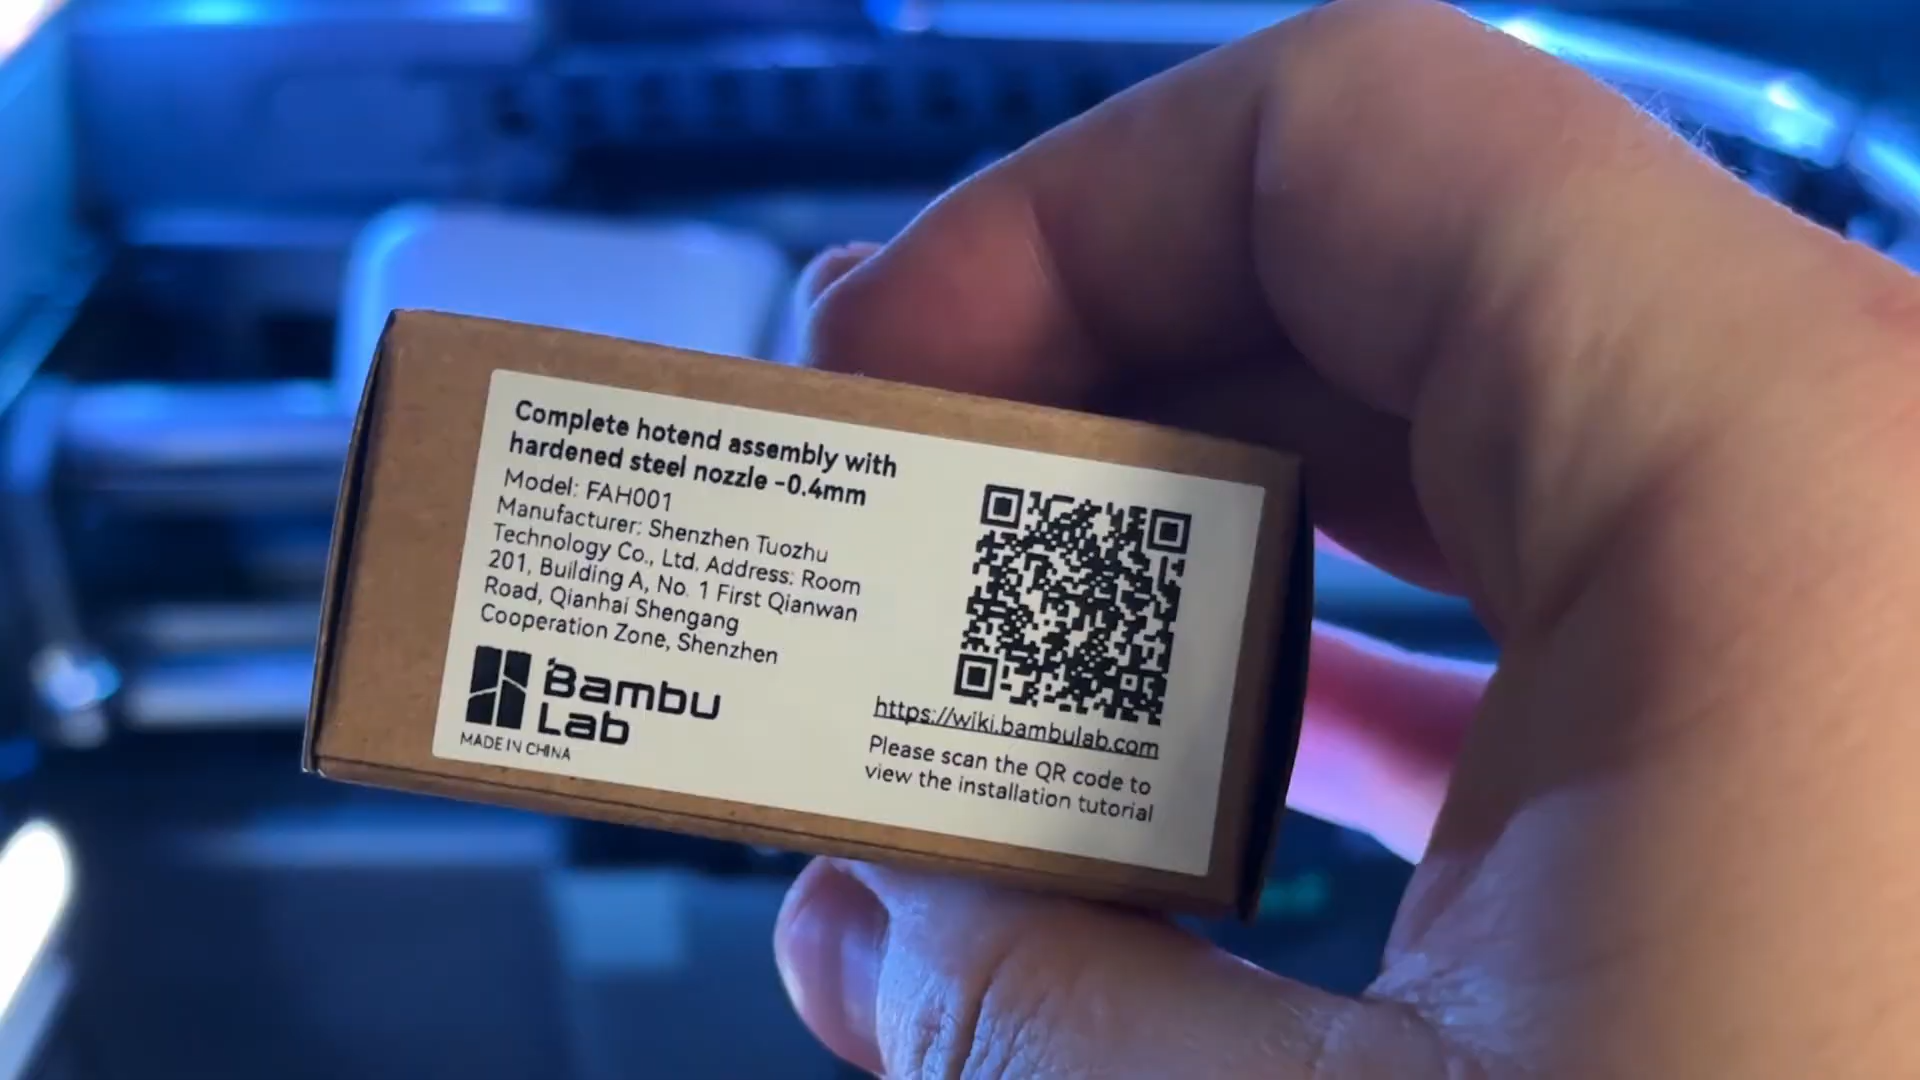 Complete hotend assembly with
hardened steel nozzle -0.4mm
Model: FAH001
Manufacturer: Shenzhen Tuozhu
Technology Co., Ltd. Address: Room
201, Building A, No. 1 First Qianwan
Road, Qianhai Shengang
Cooperation Zone, Shenzhen
Bambu
Lab
MADE IN CHINA
https://wiki.bambulab.com
Please scan the QR code to
view the installation tutorial